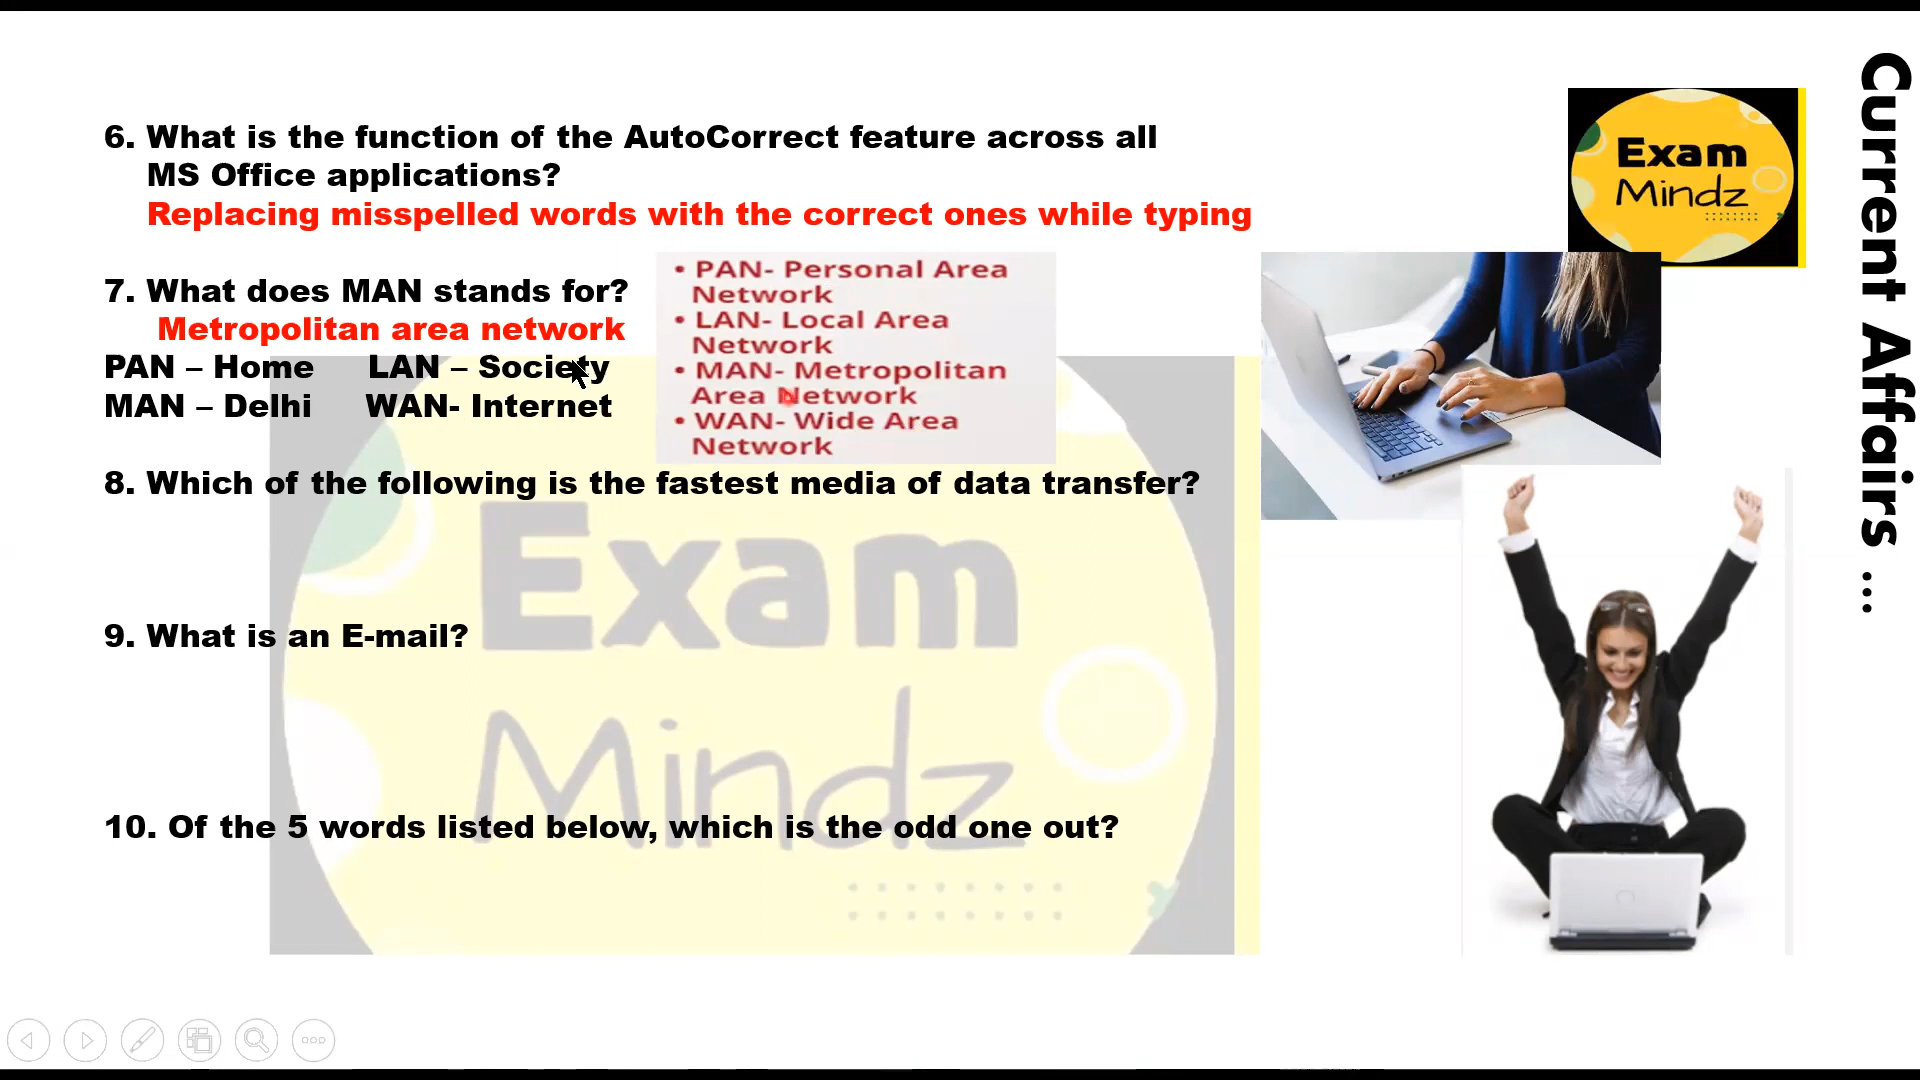 6. What is the function of the AutoCorrect feature across all
MS Office applications?
Replacing misspelled words with the correct ones while typing
7. What does MAN stands for?
Metropolitan area network
PAN – Home LAN – Society
MAN – Delhi WAN- Internet
• PAN- Personal Area
Network
• LAN- Local Area
Network
• MAN- Metropolitan
Area Network
• WAN- Wide Area
Network
8. Which of the following is the fastest media of data transfer?
9. What is an E-mail?
10. Of the 5 words listed below, which is the odd one out?
Exam
Mindz
Exam
Mindz
Current Affairs ...